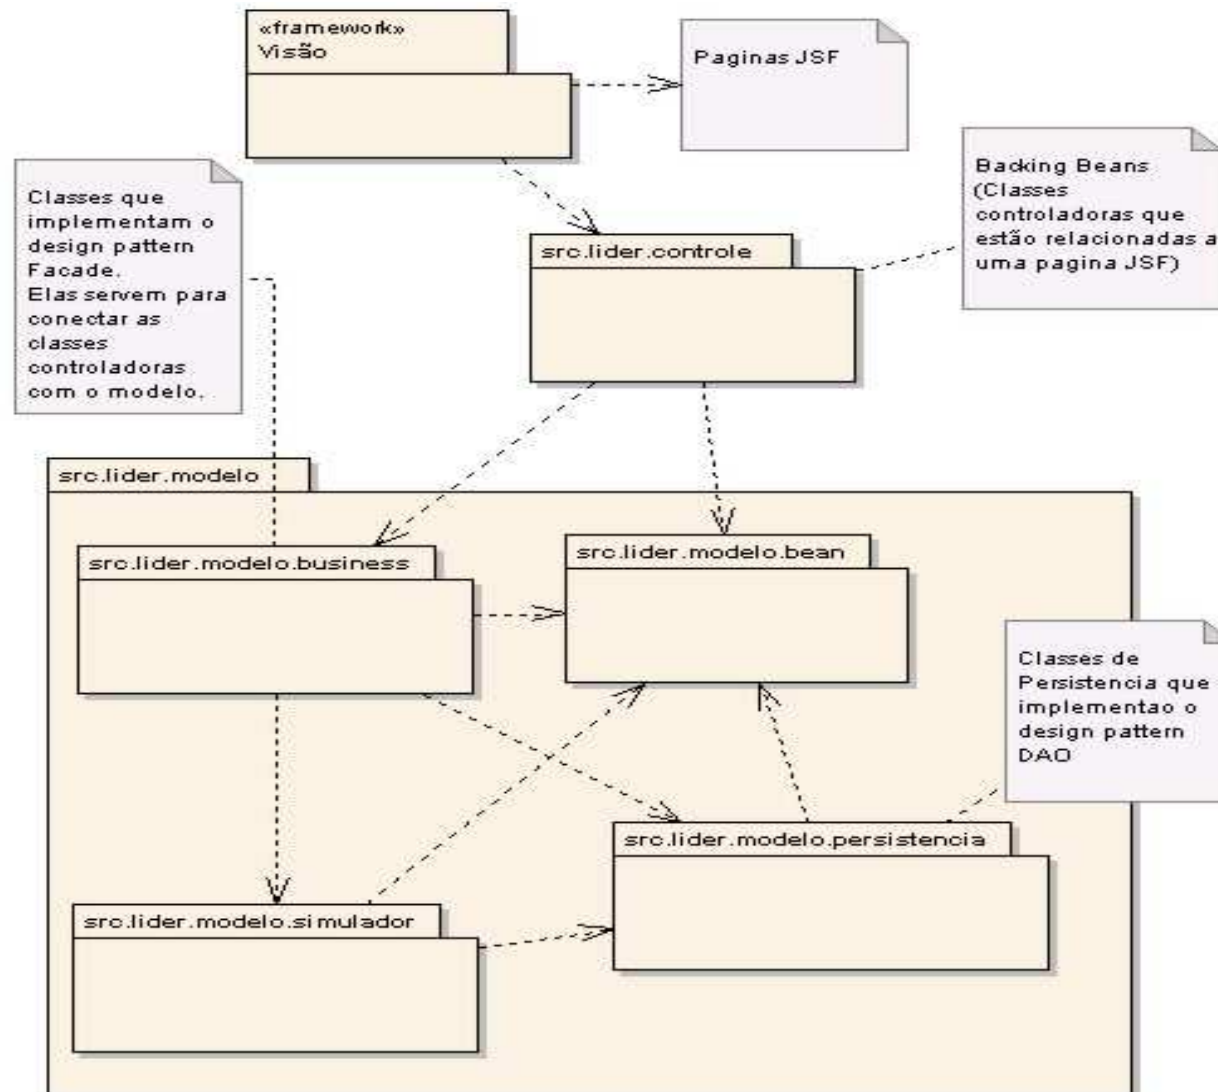 «framework»
Visão
Paginas JSF
Classes que
implementam o
design pattern
Facade.
Elas servem para
conectar as
classes
controladoras
com o modelo.
Backing Beans
(Classes
controladoras que
estão relacionadas a
uma pagina JSF)
src.lider.controle
src.lider.modelo
src.lider.modelo.business
src.lider.modelo.bean
Classes de
Persistencia que
implementao o
design pattern
DAO
src.lider.modelo.persistencia
src.lider.modelo.simulador